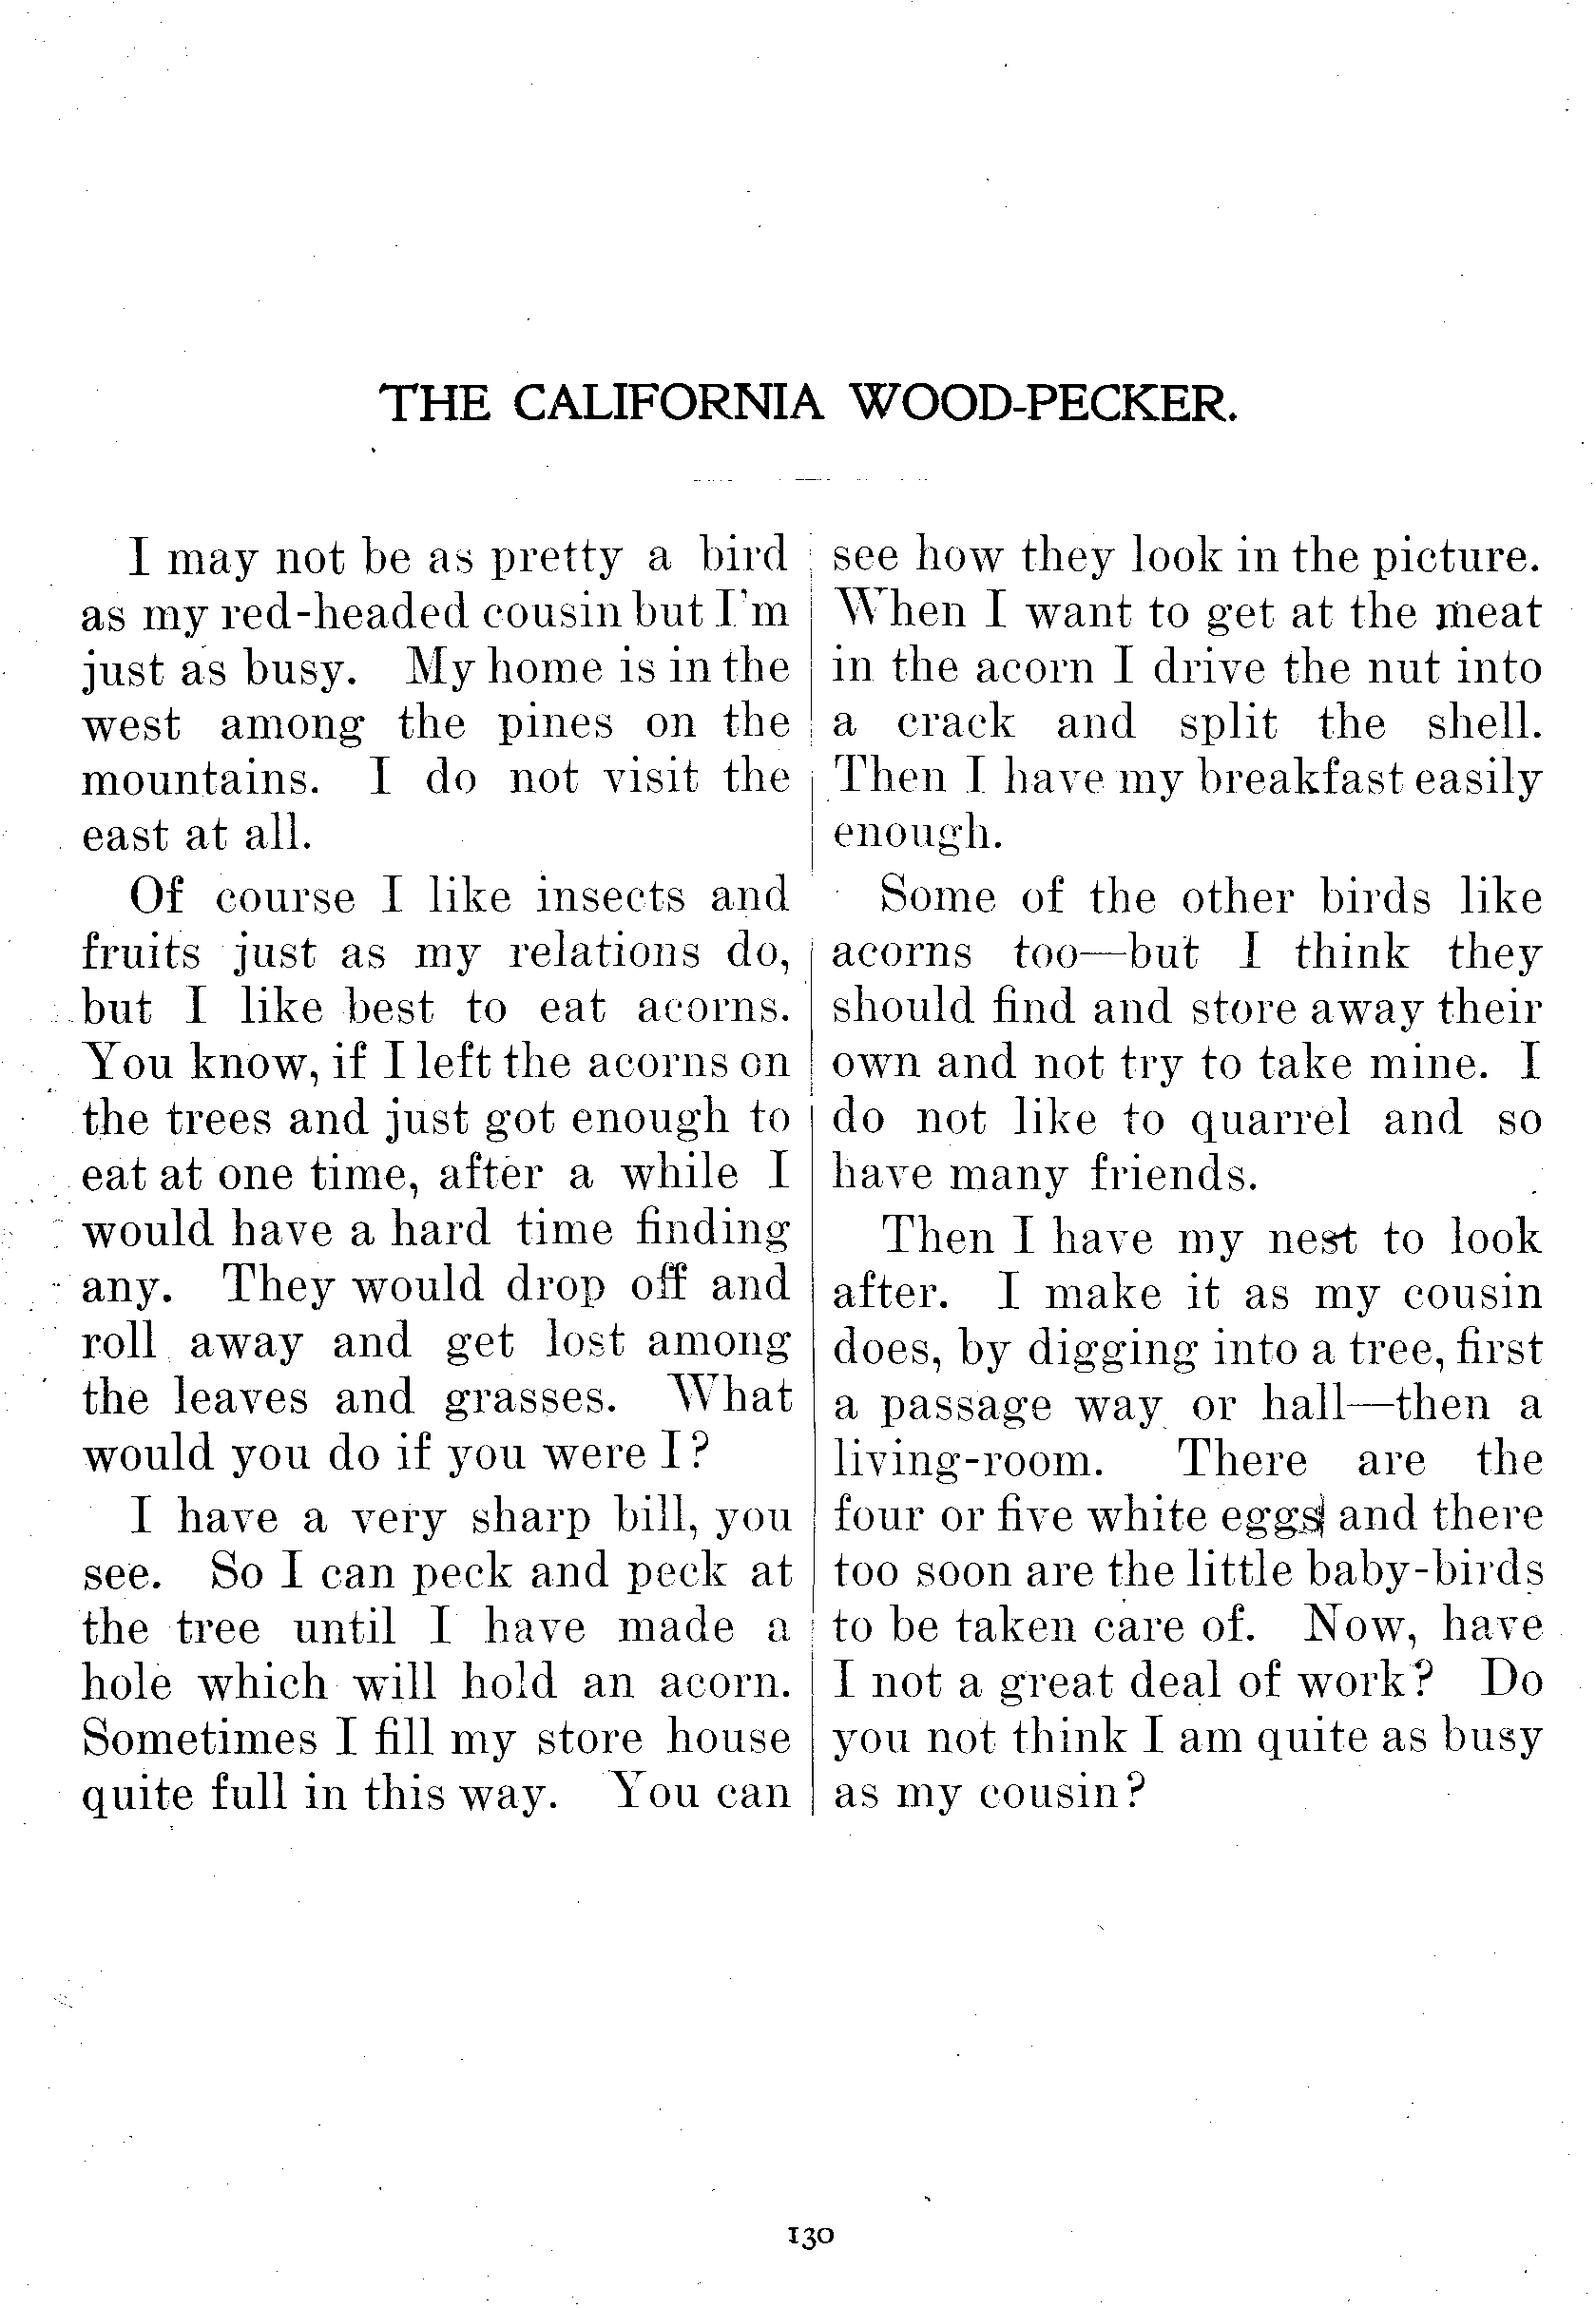 THE CALIFORNIA WOOD-PECKER.
I may not be as pretty a bird
as my red-headed cousin but I'm
just as busy. My home is in the
west among the pines on the
mountains. I do not visit the
east at all.
Of course I like insects and
fruits just as my relations do,
but I like best to eat acorns.
You know, if I left the acorns on
the trees and just got enough to
eat at one time, after a while I
would have a hard time finding
any. They would drop off and
roll away and get lost among
the leaves and grasses. What
would you do if you were I?
I have a very sharp bill, you
see. So I can peck and peck at
the tree until I have made a
hole which will hold an acorn.
Sometimes I fill my store house
quite full in this way. You can
see how they look in the picture.
When I want to get at the meat
in the acorn I drive the nut into
a crack and split the shell.
Then I have my breakfast easily
enough.
Some of the other birds like
acorns too—but I think they
should find and store away their
own and not try to take mine. I
do not like to quarrel and so
have many friends.
Then I have my nest to look
after. I make it as my cousin
does, by digging into a tree, first
a passage way or hall—then a
living-room. There are the
four or five white eggs and there
too soon are the little baby-birds
to be taken care of. Now, have
I not a great deal of work? Do
you not think I am quite as busy
as my cousin?
130